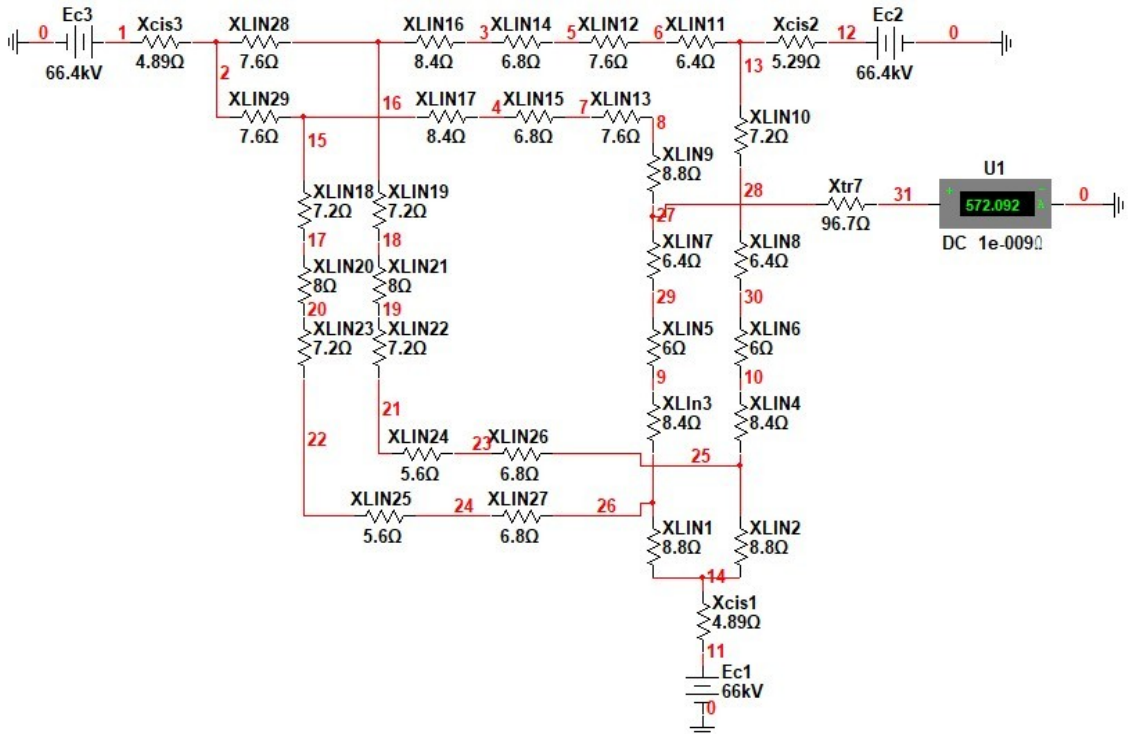 Ec3
Xcis3
XLIN28
XLIN16
XLIN14
XLIN12
XLIN11
Xcis2
Ec2
0
1
3
5
6
12
0
66.4kV
4.89Ω
7.6Ω
8.4Ω
6.8Ω
7.6Ω
6.4Ω
5.29Ω
66.4kV
2
13
XLIN29
16
XLIN17
4
XLIN15
7
XLIN13
7.6Ω
8.4Ω
6.8Ω
7.6Ω
8
XLIN10
7.2Ω
15
XLIN9
8.8Ω
U1
XLIN18
7.2Ω
XLIN19
7.2Ω
28
Xtr7
31
+
−
572.092
A
0
27
96.7Ω
DC 1e-009Ω
17
18
XLIN7
6.4Ω
XLIN8
6.4Ω
XLIN20
8Ω
XLIN21
8Ω
29
30
20
19
XLIN23
7.2Ω
XLIN22
7.2Ω
XLIN5
6Ω
XLIN6
6Ω
9
10
21
XLIn3
8.4Ω
XLIN4
8.4Ω
22
XLIN24
23
XLIN26
25
5.6Ω
6.8Ω
XLIN25
24
XLIN27
26
5.6Ω
6.8Ω
XLIN1
8.8Ω
XLIN2
8.8Ω
14
Xcis1
4.89Ω
11
Ec1
66kV
0